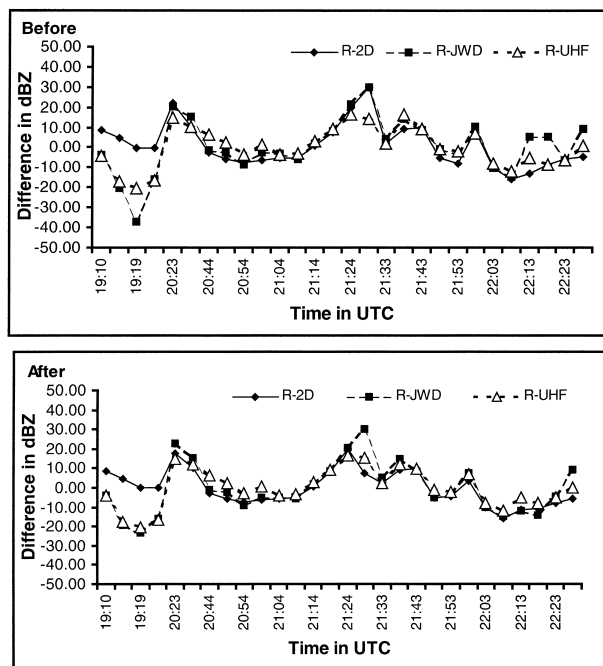 Before
R-2D R-JWD R-UHF
50.00
40.00
30.00
20.00
10.00
0.00
-10.00
-20.00
-30.00
-40.00
-50.00
Difference in dBZ
19:10 19:19 20:23 20:44 20:54 21:04 21:14 21:24 21:33 21:43 21:53 22:03 22:13 22:23
Time in UTC
After
R-2D R-JWD R-UHF
50.00
40.00
30.00
20.00
10.00
0.00
-10.00
-20.00
-30.00
-40.00
-50.00
Difference in dBZ
19:10 19:19 20:23 20:44 20:54 21:04 21:14 21:24 21:33 21:43 21:53 22:03 22:13 22:23
Time in UTC